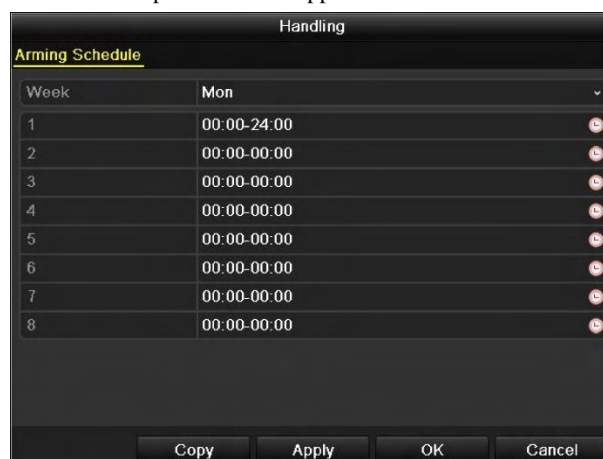 Handling
Arming Schedule
Week Mon
1 00:00-24:00
2 00:00-00:00
3 00:00-00:00
4 00:00-00:00
5 00:00-00:00
6 00:00-00:00
7 00:00-00:00
8 00:00-00:00
Copy Apply OK Cancel